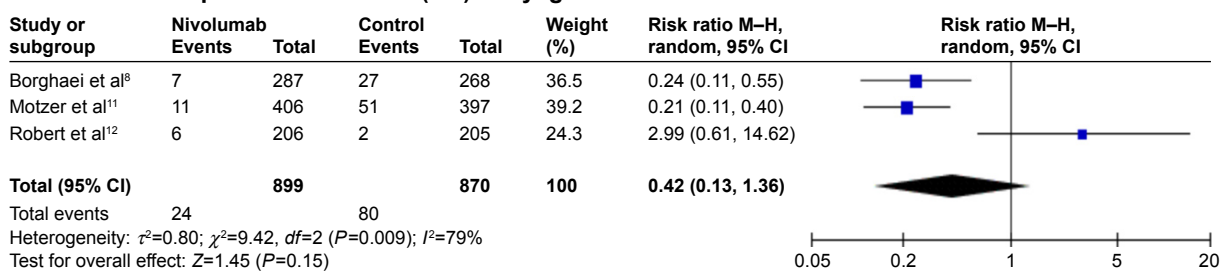 Study or subgroup Nivolumab Events Total Control Events Total Weight (%) Risk ratio M–H, random, 95% CI Risk ratio M–H, random, 95% CI
Borghaei et al⁸ 7 287 27 268 36.5 0.24 (0.11, 0.55)
Motzer et al¹¹ 11 406 51 397 39.2 0.21 (0.11, 0.40)
Robert et al¹² 6 206 2 205 24.3 2.99 (0.61, 14.62)
Total (95% CI) 899 870 100 0.42 (0.13, 1.36)
Total events 24 80
Heterogeneity: τ²=0.80; χ²=9.42, df=2 (P=0.009); I²=79%
Test for overall effect: Z=1.45 (P=0.15)
0.05 0.2 1 5 20